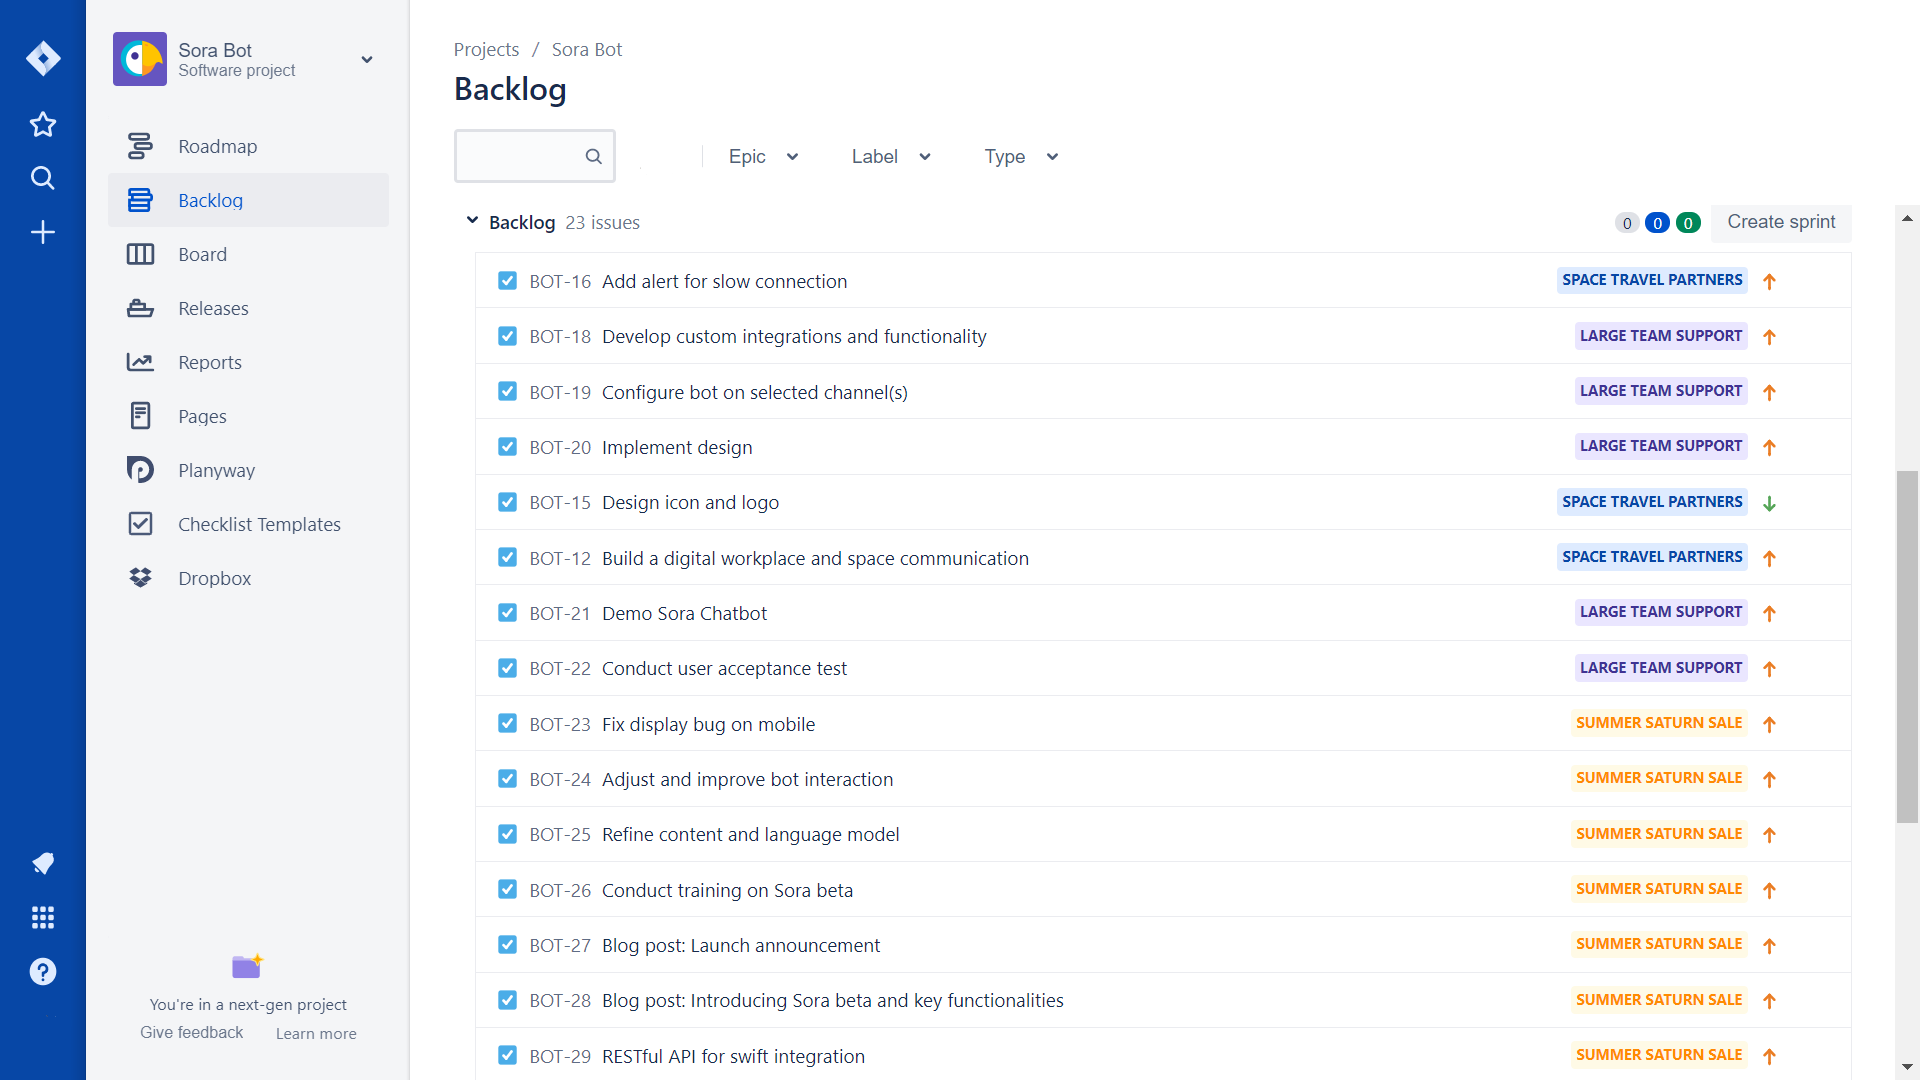 Sora Bot
Software project
Roadmap
Backlog
Board
Releases
Reports
Pages
Planyway
Checklist Templates
Dropbox
You're in a next-gen project
Give feedback Learn more
Projects / Sora Bot
Backlog
Epic Label Type
Backlog 23 issues 0 0 0 Create sprint
BOT-16 Add alert for slow connection SPACE TRAVEL PARTNERS
BOT-18 Develop custom integrations and functionality LARGE TEAM SUPPORT
BOT-19 Configure bot on selected channel(s) LARGE TEAM SUPPORT
BOT-20 Implement design LARGE TEAM SUPPORT
BOT-15 Design icon and logo SPACE TRAVEL PARTNERS
BOT-12 Build a digital workplace and space communication SPACE TRAVEL PARTNERS
BOT-21 Demo Sora Chatbot LARGE TEAM SUPPORT
BOT-22 Conduct user acceptance test LARGE TEAM SUPPORT
BOT-23 Fix display bug on mobile SUMMER SATURN SALE
BOT-24 Adjust and improve bot interaction SUMMER SATURN SALE
BOT-25 Refine content and language model SUMMER SATURN SALE
BOT-26 Conduct training on Sora beta SUMMER SATURN SALE
BOT-27 Blog post: Launch announcement SUMMER SATURN SALE
BOT-28 Blog post: Introducing Sora beta and key functionalities SUMMER SATURN SALE
BOT-29 RESTful API for swift integration SUMMER SATURN SALE